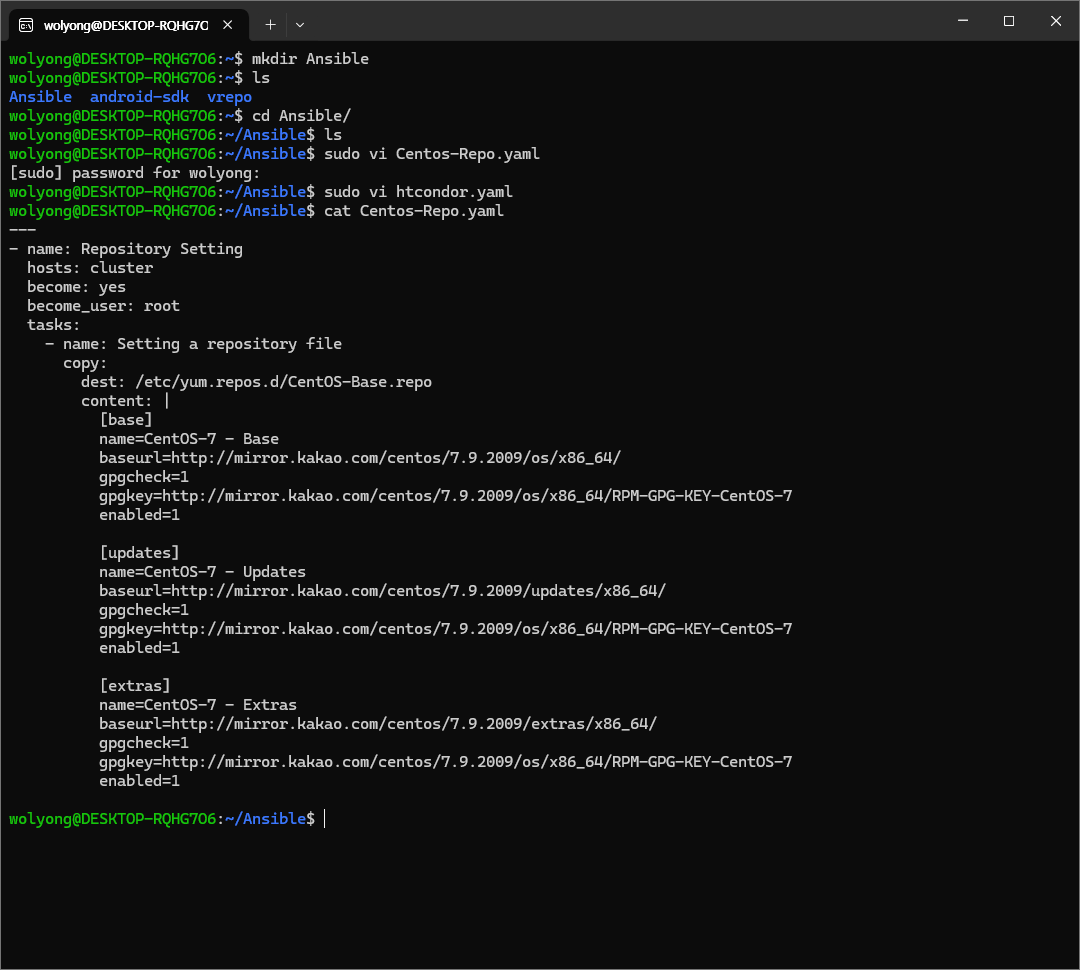 wolyong@DESKTOP-RQHG7O
wolyong@DESKTOP-RQHG7O6:~$ mkdir Ansible
wolyong@DESKTOP-RQHG7O6:~$ ls
Ansible  android-sdk  vrepo
wolyong@DESKTOP-RQHG7O6:~$ cd Ansible/
wolyong@DESKTOP-RQHG7O6:~/Ansible$ ls
wolyong@DESKTOP-RQHG7O6:~/Ansible$ sudo vi Centos-Repo.yaml
[sudo] password for wolyong:
wolyong@DESKTOP-RQHG7O6:~/Ansible$ sudo vi htcondor.yaml
wolyong@DESKTOP-RQHG7O6:~/Ansible$ cat Centos-Repo.yaml
---
- name: Repository Setting
  hosts: cluster
  become: yes
  become_user: root
  tasks:
    - name: Setting a repository file
      copy:
        dest: /etc/yum.repos.d/CentOS-Base.repo
        content: |
          [base]
          name=CentOS-7 - Base
          baseurl=http://mirror.kakao.com/centos/7.9.2009/os/x86_64/
          gpgcheck=1
          gpgkey=http://mirror.kakao.com/centos/7.9.2009/os/x86_64/RPM-GPG-KEY-CentOS-7
          enabled=1

          [updates]
          name=CentOS-7 - Updates
          baseurl=http://mirror.kakao.com/centos/7.9.2009/updates/x86_64/
          gpgcheck=1
          gpgkey=http://mirror.kakao.com/centos/7.9.2009/os/x86_64/RPM-GPG-KEY-CentOS-7
          enabled=1

          [extras]
          name=CentOS-7 - Extras
          baseurl=http://mirror.kakao.com/centos/7.9.2009/extras/x86_64/
          gpgcheck=1
          gpgkey=http://mirror.kakao.com/centos/7.9.2009/os/x86_64/RPM-GPG-KEY-CentOS-7
          enabled=1

wolyong@DESKTOP-RQHG7O6:~/Ansible$